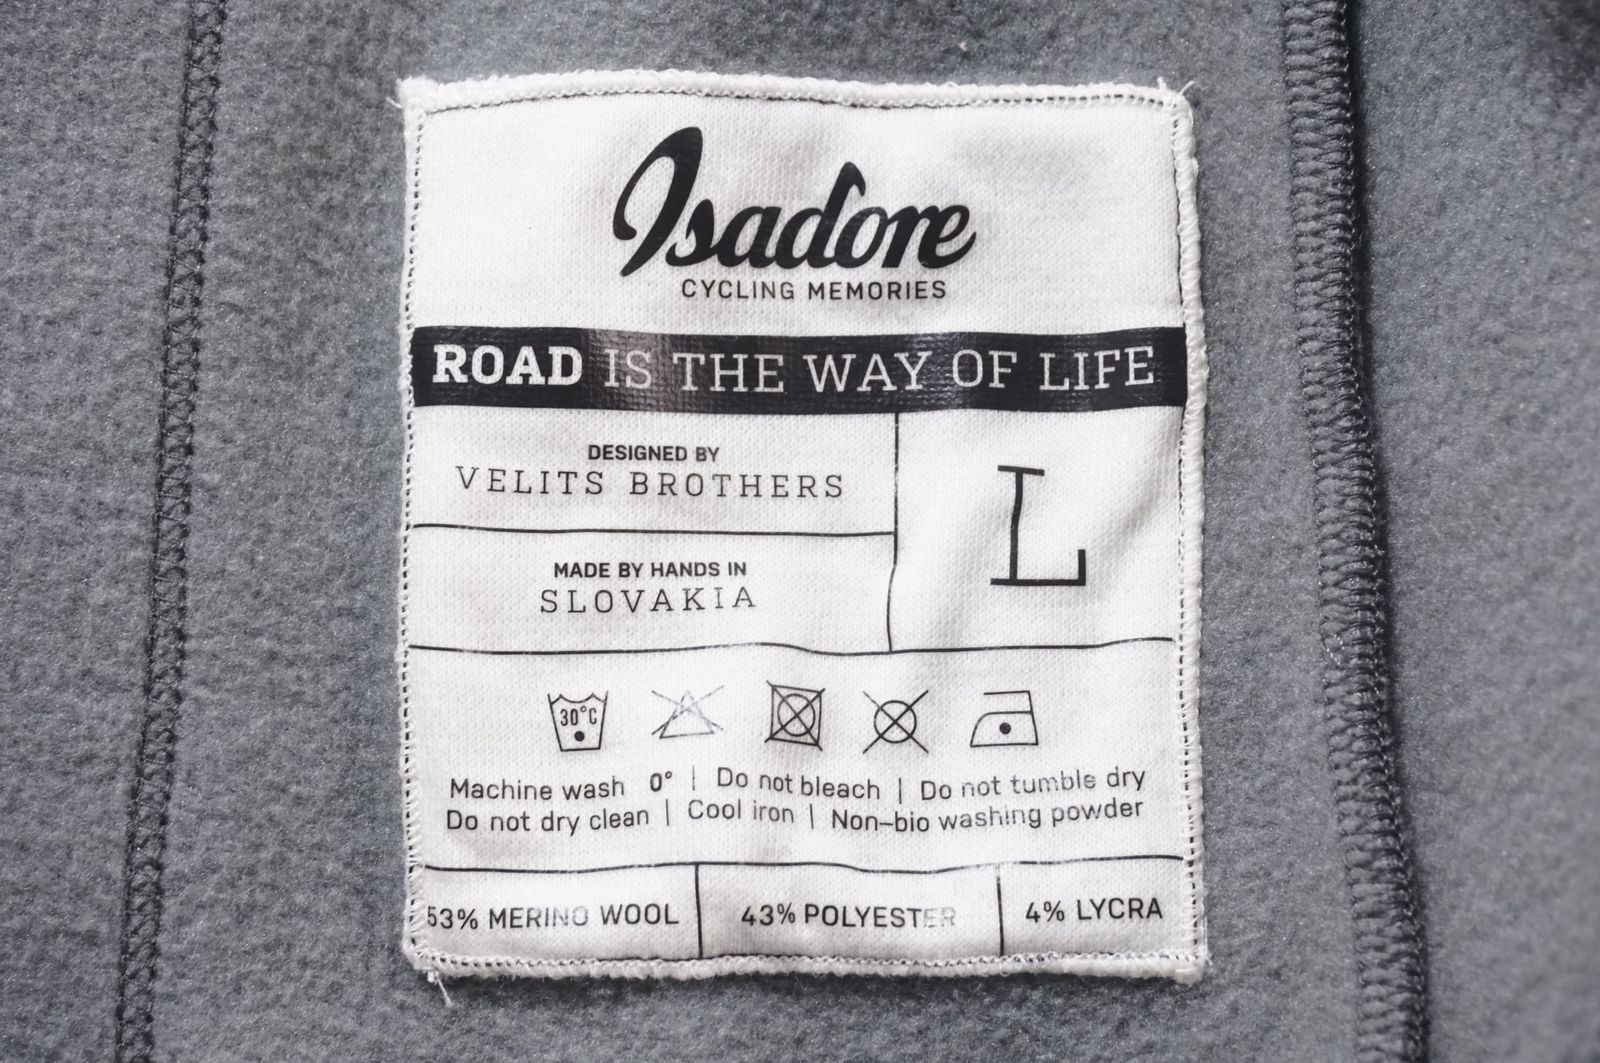 Isadore
CYCLING MEMORIES
ROAD IS THE WAY OF LIFE
DESIGNED BY
VELITS BROTHERS
L
MADE BY HANDS IN
SLOVAKIA
30°C
Machine wash 0° | Do not bleach | Do not tumble dry
Do not dry clean | Cool iron | Non-bio washing powder
53% MERINO WOOL
43% POLYESTER
4% LYCRA